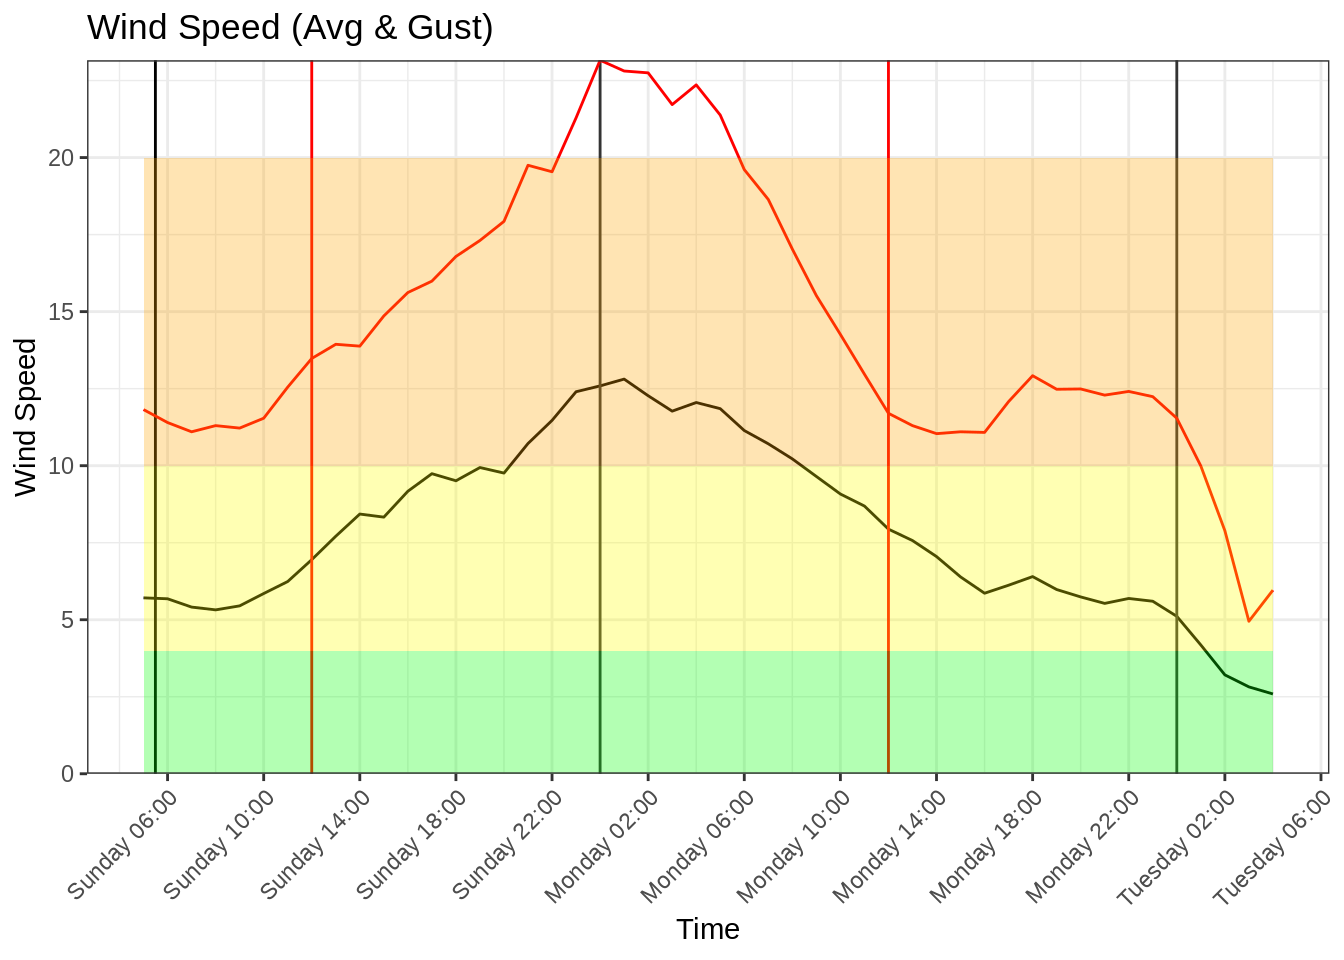 Wind Speed (Avg & Gust)
Wind Speed
20
15
10
5
0
Sunday 06:00
Sunday 10:00
Sunday 14:00
Sunday 18:00
Sunday 22:00
Monday 02:00
Monday 06:00
Monday 10:00
Monday 14:00
Monday 18:00
Monday 22:00
Tuesday 02:00
Tuesday 06:00
Time